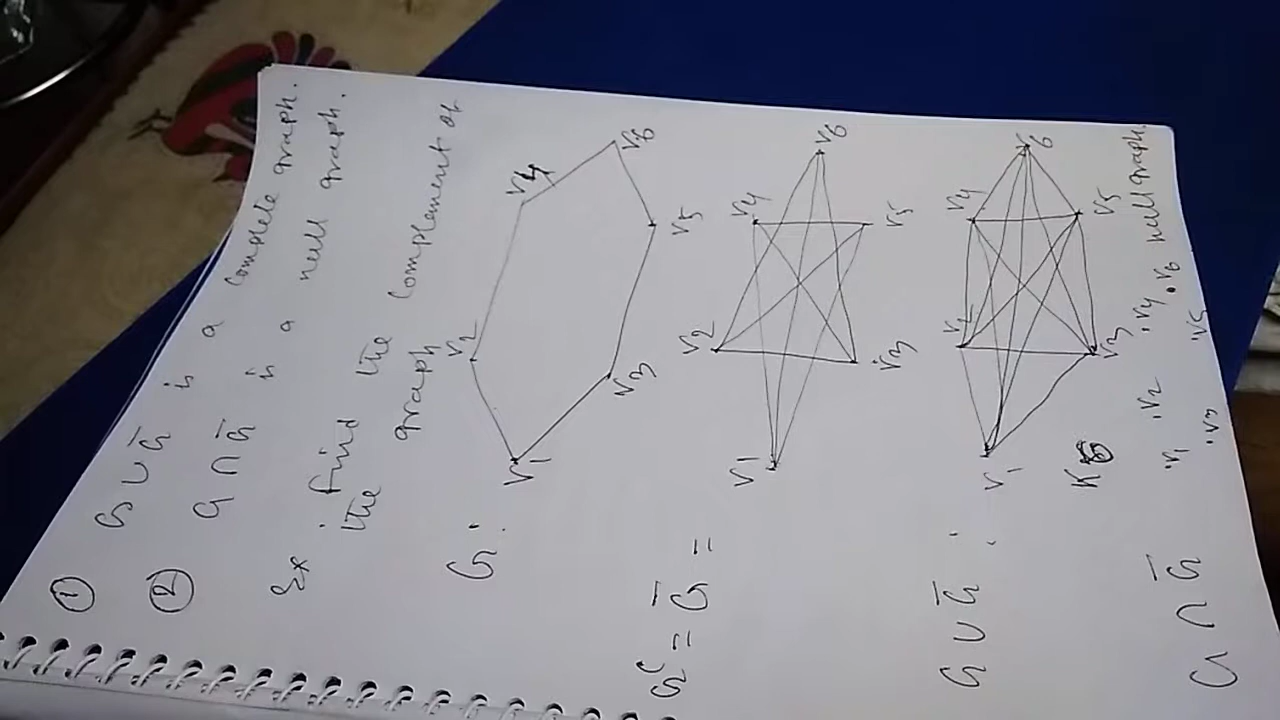 ① G ∪ G̅ is a complete graph.
② G ∩ G̅ is a null graph.
Ex: find the complement of
the graph
G:
v1 v2 v4 v6 v5 v3
Gᶜ = G̅ =
v1 v2 v4 v6 v5 v3
G ∪ G̅ :
v1 v2 v4 v6 v5 v3
K6
G ∩ G̅
.v1 .v2 .v4 .v6 null graph.
.v3 .v5